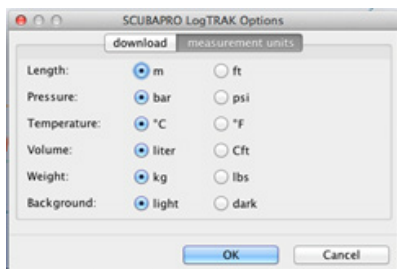 SCUBAPRO LogTRAK Options
download measurement units
Length: m ft
Pressure: bar psi
Temperature: °C °F
Volume: liter Cft
Weight: kg lbs
Background: light dark
OK Cancel